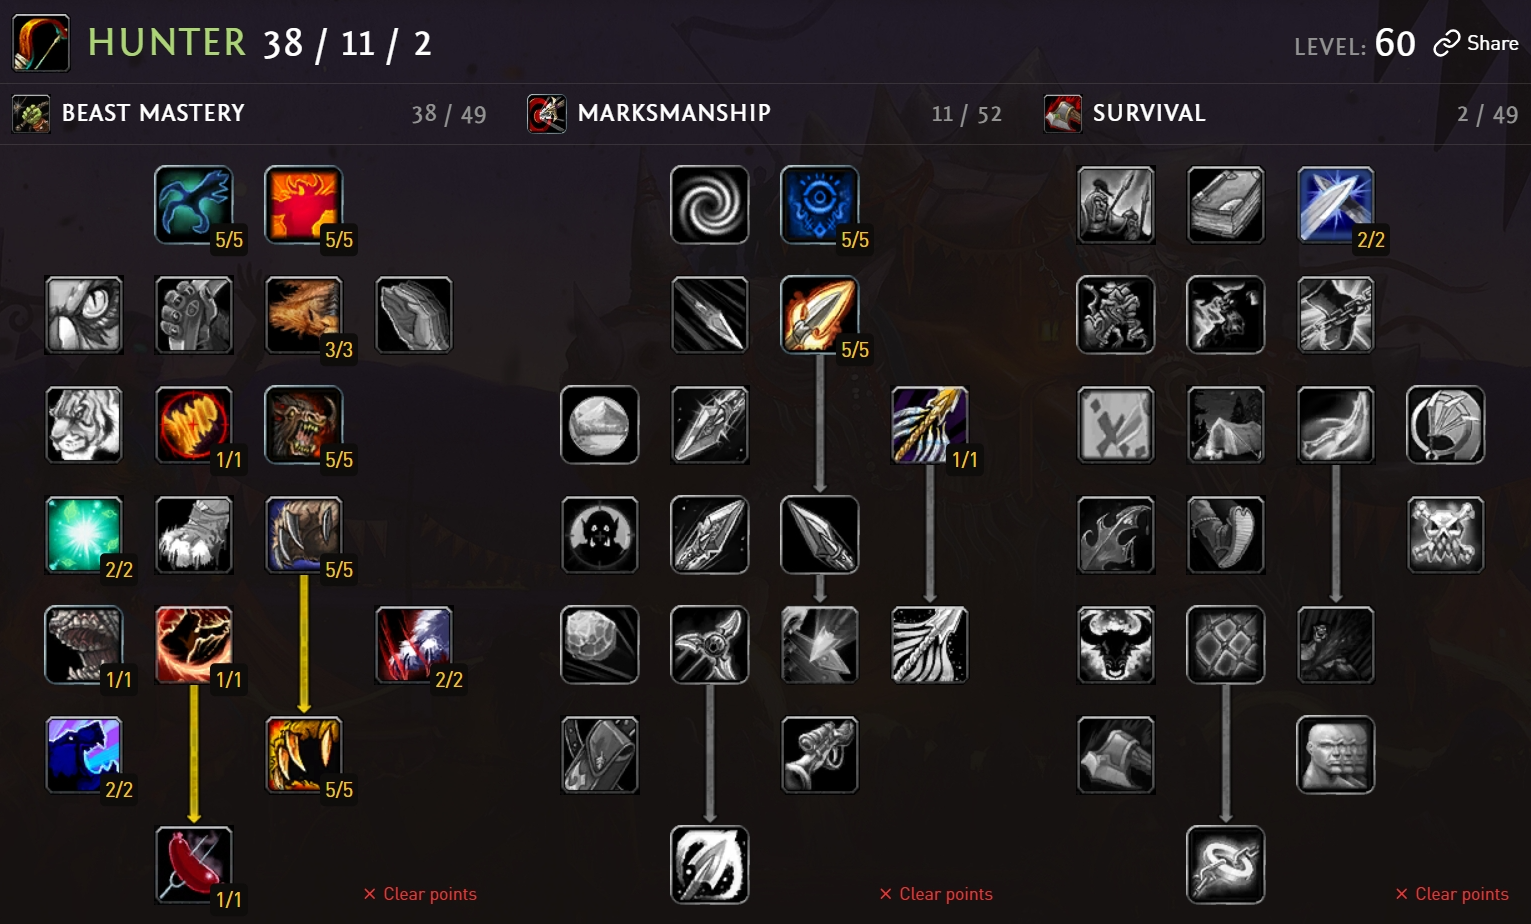 HUNTER 38 / 11 / 2
LEVEL: 60 Share
BEAST MASTERY 38 / 49
MARKSMANSHIP 11 / 52
SURVIVAL 2 / 49
5/5 5/5 5/5 2/2
3/3 5/5
1/1 5/5 1/1
2/2 5/5
1/1 1/1 2/2
2/2 5/5
1/1
× Clear points × Clear points × Clear points